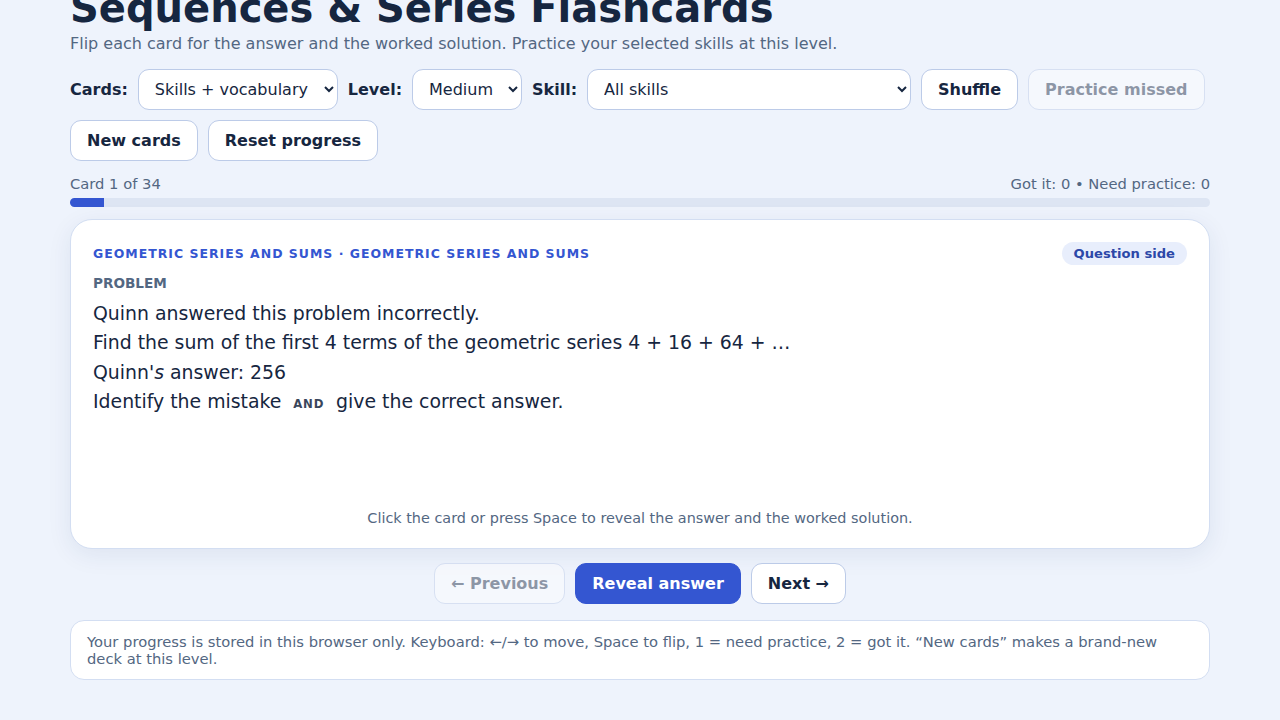 Sequences & Series Flashcards
Flip each card for the answer and the worked solution. Practice your selected skills at this level.
Cards: Skills + vocabulary Level: Medium Skill: All skills Shuffle Practice missed
New cards Reset progress
Card 1 of 34 Got it: 0 • Need practice: 0
GEOMETRIC SERIES AND SUMS · GEOMETRIC SERIES AND SUMS Question side
PROBLEM
Quinn answered this problem incorrectly.
Find the sum of the first 4 terms of the geometric series 4 + 16 + 64 + …
Quinn's answer: 256
Identify the mistake AND give the correct answer.
Click the card or press Space to reveal the answer and the worked solution.
← Previous Reveal answer Next →
Your progress is stored in this browser only. Keyboard: ←/→ to move, Space to flip, 1 = need practice, 2 = got it. “New cards” makes a brand-new
deck at this level.